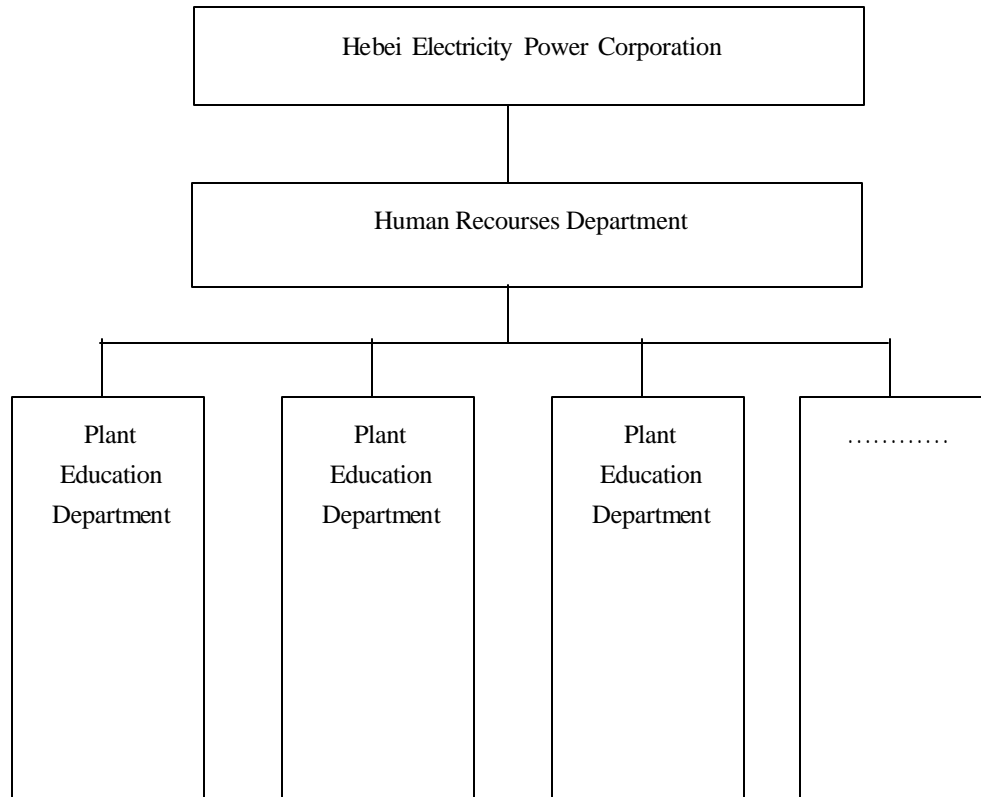 Hebei Electricity Power Corporation
Human Recourses Department
Plant
Education
Department
Plant
Education
Department
Plant
Education
Department
............